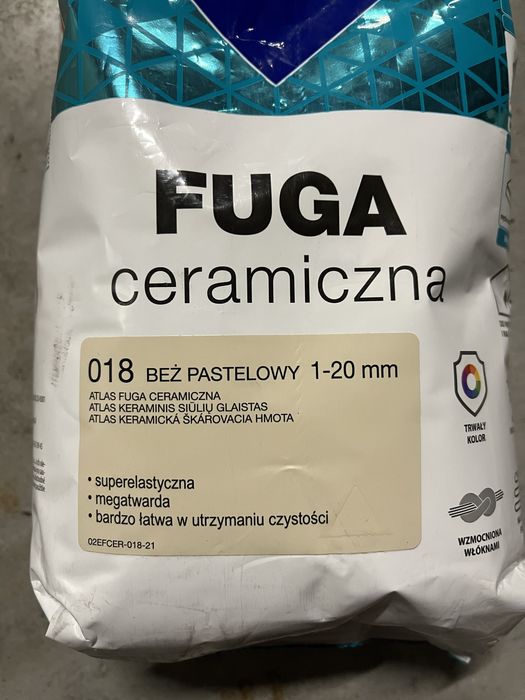 FUGA
ceramiczna
018 BEŻ PASTELOWY 1-20 mm
ATLAS FUGA CERAMICZNA
ATLAS KERAMINIS SIŪLIŲ GLAISTAS
ATLAS KERAMICKÁ ŠKÁROVACIA HMOTA
• superelastyczna
• megatwarda
• bardzo łatwa w utrzymaniu czystości
02EFCER-018-21
TRWAŁY
KOLOR
WZMOCNIONA
WŁÓKNAMI